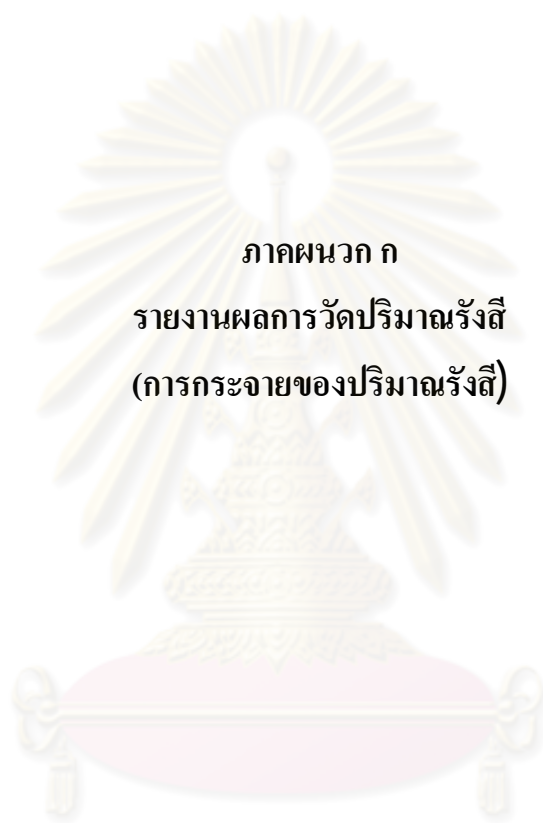 ภาคผนวก ก
รายงานผลการวัดปริมาณรังสี
(การกระจายของปริมาณรังสี)